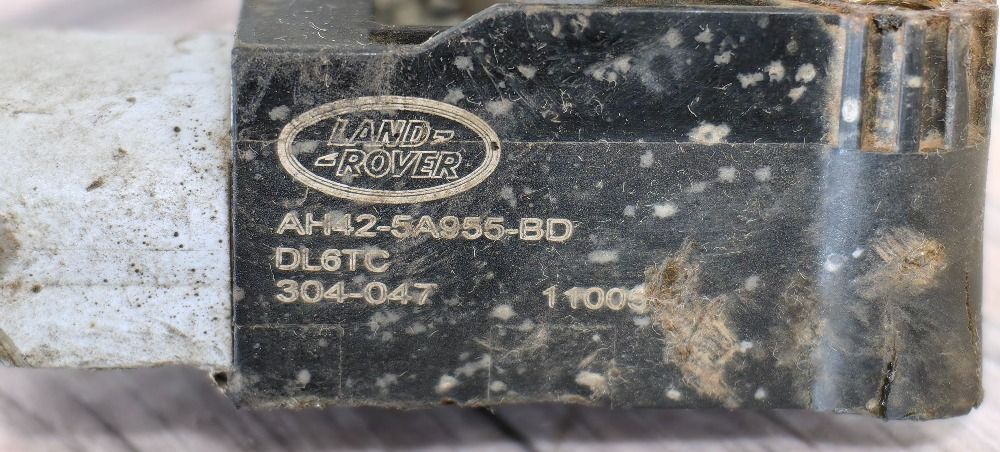 LAND-
-ROVER
AH42-5A955-BD
DL6TC
304-047